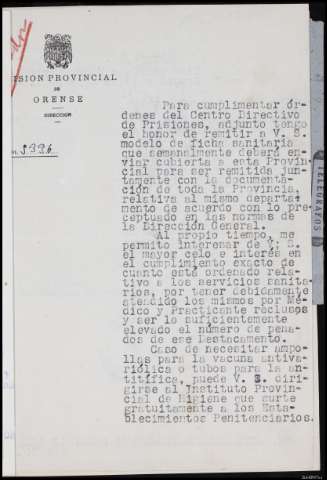 ISION PROVINCIAL
DE
ORENSE
DIRECCION
n 5.996
Para cumplimentar ór-
denes del Centro Directivo
de Prisiones, adjunto tengo
el honor de remitir a V. S.
modelo de ficha sanitaria
que semanalmente deberá en-
viar cubierta a esta Provin-
cial para ser remitida jun-
tamente con la documenta-
ción de toda la Provincia,
relativa al mismo departa-
mento de acuerdo con lo pre-
ceptuado en las normas de
la Dirección General.
Al propio tiempo, me
permito interesar de V. S.
el mayor celo e interés en
el cumplimiento exacto de
cuanto está ordenado rela-
tivo a los servicios sanita-
rios, por tener debidamente
atendido los mismos por Mé-
dico y Practicante Reclusos
y ser lo suficientemente
elevado el número de pena-
dos de ese Destacamento.
Caso de necesitar ampo-
llas para la vacuna antiva-
riólica o tubos para la an-
titífica, puede V. S. diri-
girse al Instituto Provin-
cial de Higiene que surte
gratuitamente a los Esta-
blecimientos Penitenciarios.
TELEGRAFOS